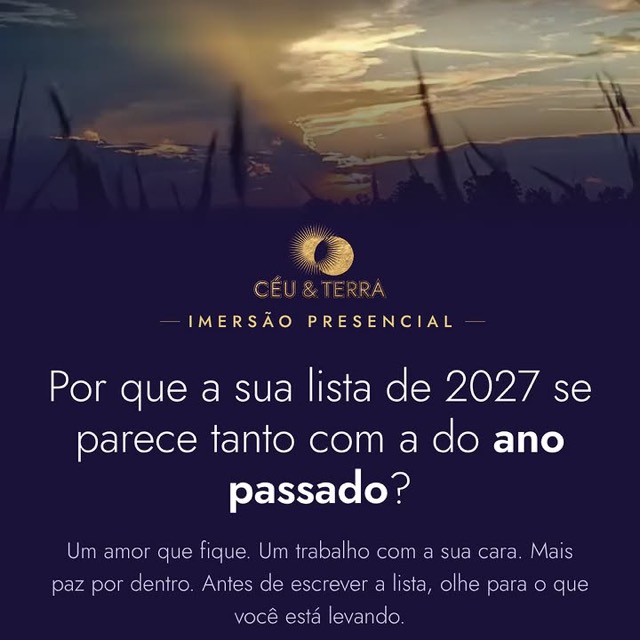 CÉU & TERRA
IMERSÃO PRESENCIAL
Por que a sua lista de 2027 se
parece tanto com a do ano
passado?
Um amor que fique. Um trabalho com a sua cara. Mais
paz por dentro. Antes de escrever a lista, olhe para o que
você está levando.